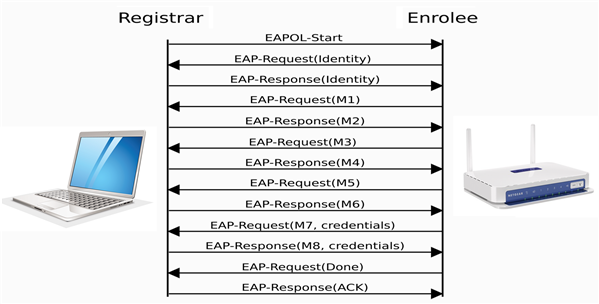 Registrar
Enrolee
EAPOL-Start
EAP-Request(Identity)
EAP-Response(Identity)
EAP-Request(M1)
EAP-Response(M2)
EAP-Request(M3)
EAP-Response(M4)
EAP-Request(M5)
EAP-Response(M6)
EAP-Request(M7, credentials)
EAP-Response(M8, credentials)
EAP-Request(Done)
EAP-Response(ACK)
NETGEAR